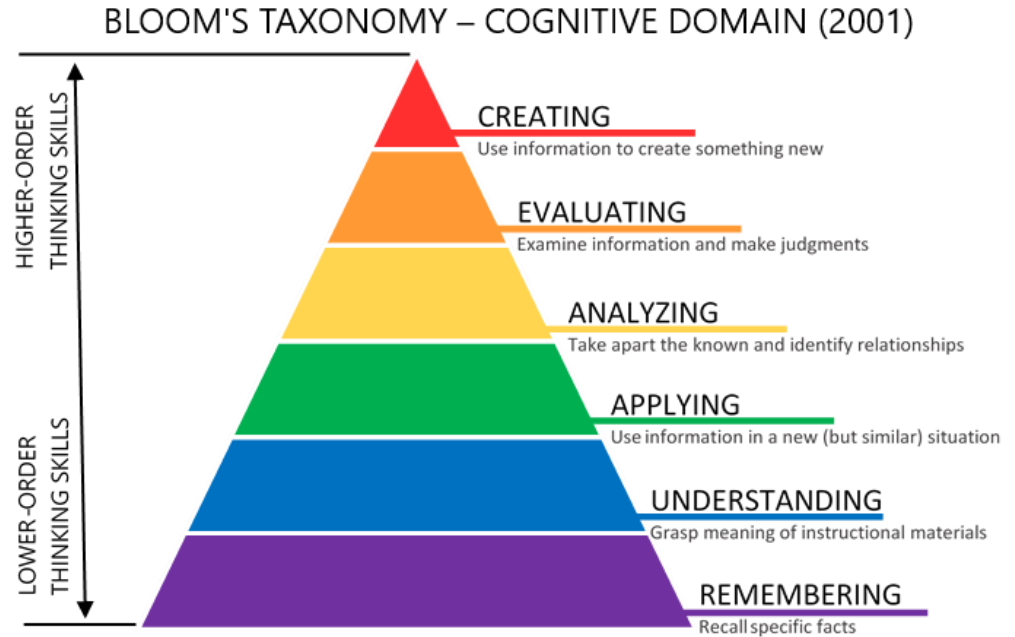 BLOOM'S TAXONOMY – COGNITIVE DOMAIN (2001)
HIGHER-ORDER
THINKING SKILLS
LOWER-ORDER
THINKING SKILLS
CREATING
Use information to create something new
EVALUATING
Examine information and make judgments
ANALYZING
Take apart the known and identify relationships
APPLYING
Use information in a new (but similar) situation
UNDERSTANDING
Grasp meaning of instructional materials
REMEMBERING
Recall specific facts